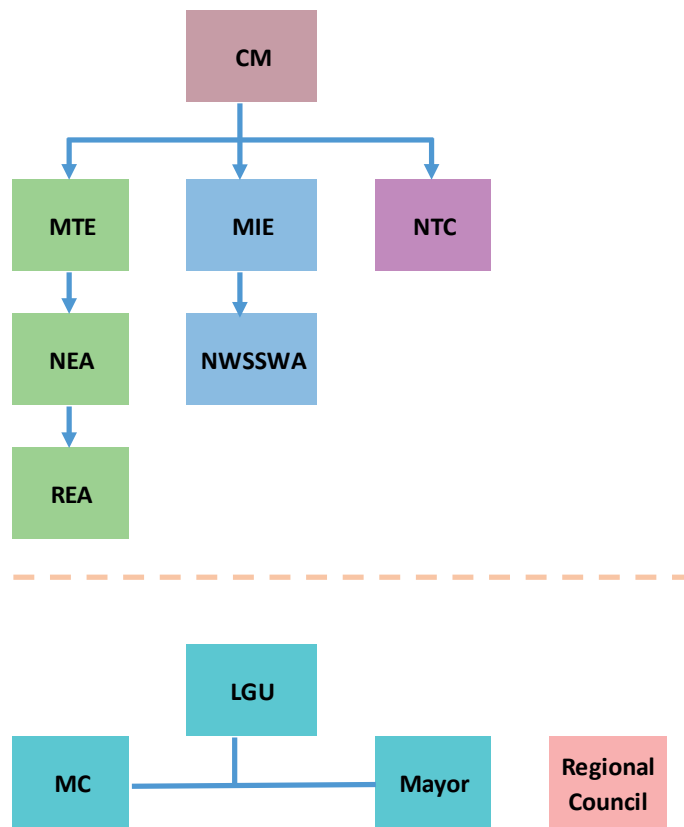 CM
MTE
MIE
NTC
NEA
NWSSWA
REA
LGU
MC
Mayor
Regional
Council